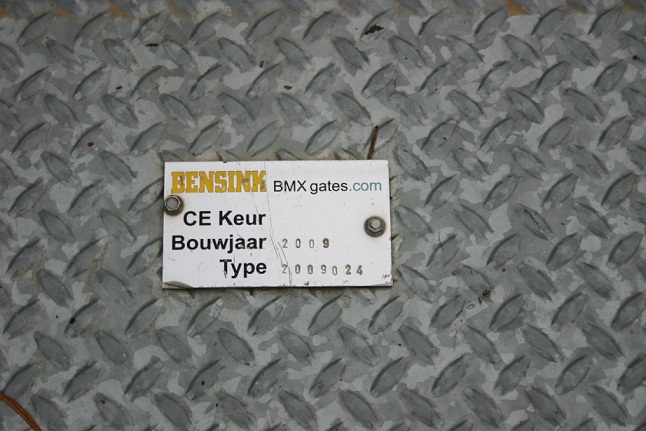 BENSINK BMX gates.com
CE Keur
Bouwjaar 2009
Type 2009024